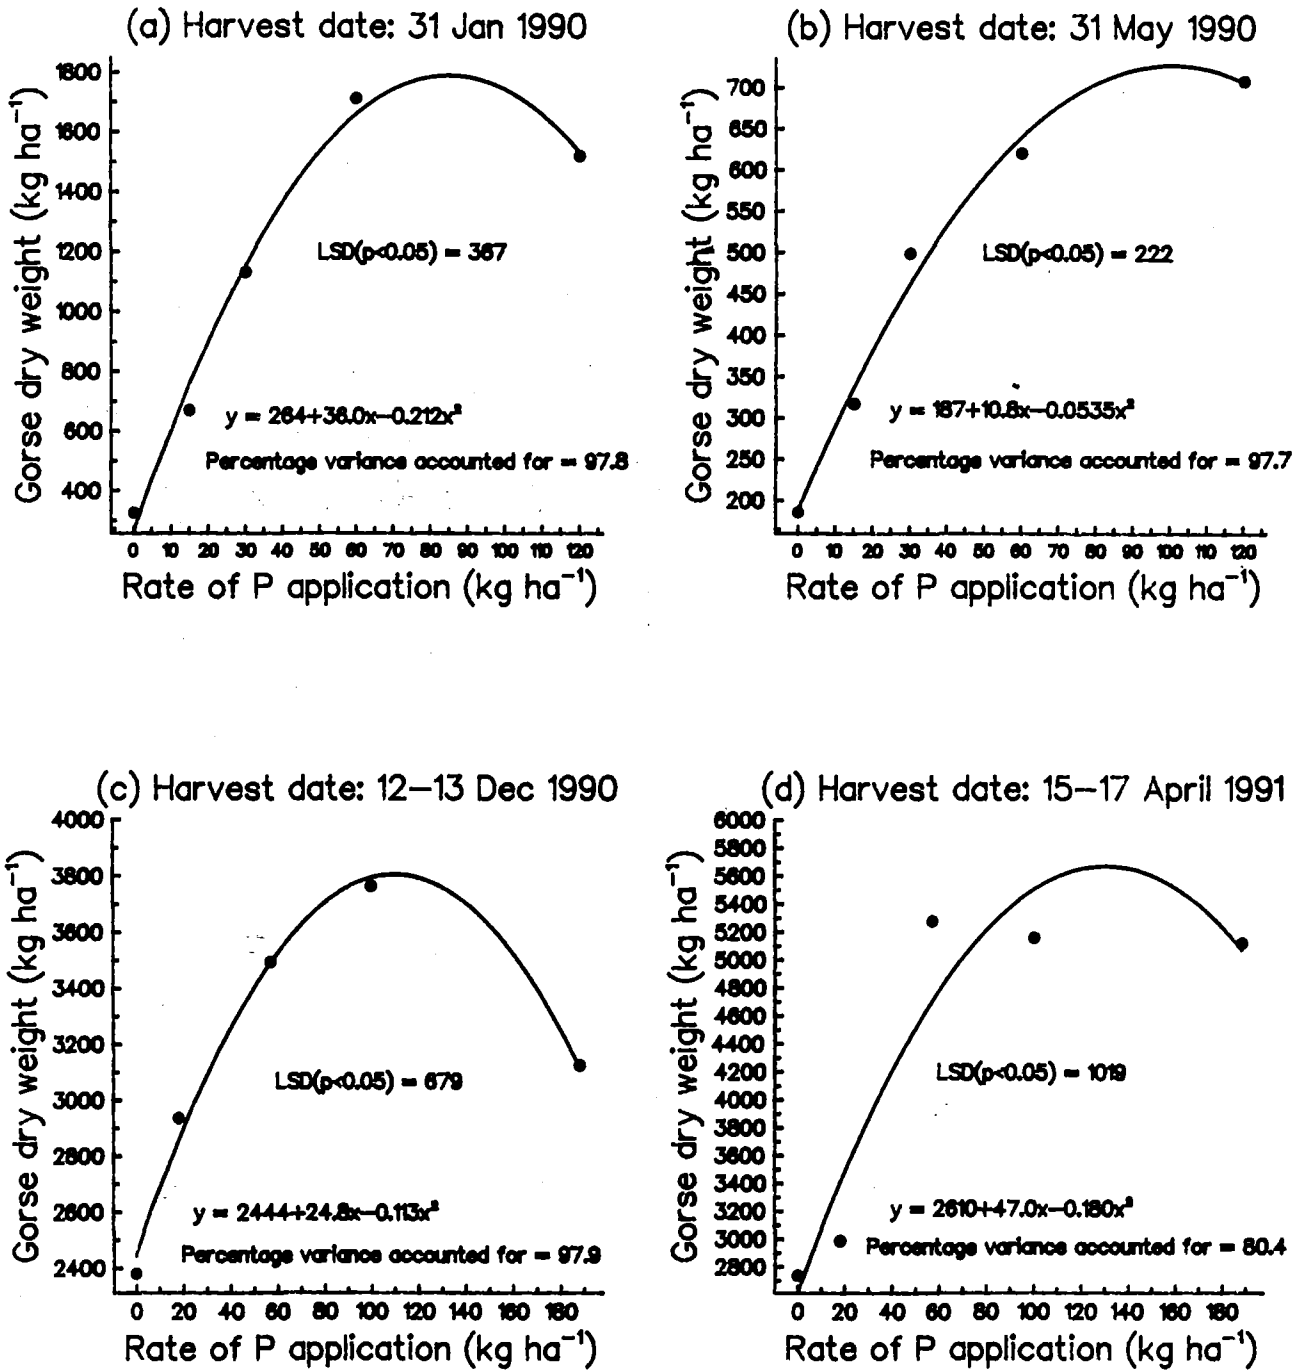 (a) Harvest date: 31 Jan 1990
Gorse dry weight (kg ha⁻¹)
1800
1600
1400
1200
1000
800
600
400
LSD(p<0.05) = 367
y = 264+36.0x−0.212x²
Percentage variance accounted for = 97.8
0 10 20 30 40 50 60 70 80 90 100 110 120
Rate of P application (kg ha⁻¹)
(b) Harvest date: 31 May 1990
Gorse dry weight (kg ha⁻¹)
700
650
600
550
500
450
400
350
300
250
200
LSD(p<0.05) = 222
y = 187+10.8x−0.0535x²
Percentage variance accounted for = 97.7
0 10 20 30 40 50 60 70 80 90 100 110 120
Rate of P application (kg ha⁻¹)
(c) Harvest date: 12−13 Dec 1990
Gorse dry weight (kg ha⁻¹)
4000
3800
3600
3400
3200
3000
2800
2600
2400
LSD(p<0.05) = 679
y = 2444+24.8x−0.113x²
Percentage variance accounted for = 97.9
0 20 40 60 80 100 120 140 160 180
Rate of P application (kg ha⁻¹)
(d) Harvest date: 15−17 April 1991
Gorse dry weight (kg ha⁻¹)
6000
5800
5600
5400
5200
5000
4800
4600
4400
4200
4000
3800
3600
3400
3200
3000
2800
LSD(p<0.05) = 1019
y = 2610+47.0x−0.180x²
Percentage variance accounted for = 80.4
0 20 40 60 80 100 120 140 160 180
Rate of P application (kg ha⁻¹)